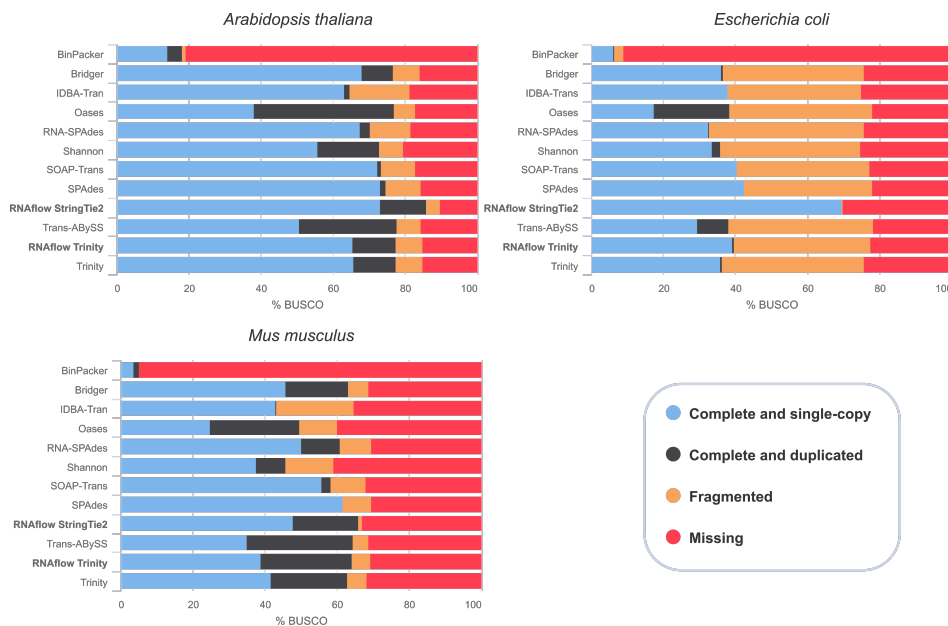 Arabidopsis thaliana
BinPacker
Bridger
IDBA-Tran
Oases
RNA-SPAdes
Shannon
SOAP-Trans
SPAdes
RNAflow StringTie2
Trans-ABySS
RNAflow Trinity
Trinity
0 20 40 60 80 100
% BUSCO
Escherichia coli
BinPacker
Bridger
IDBA-Trans
Oases
RNA-SPAdes
Shannon
SOAP-Trans
SPAdes
RNAflow StringTie2
Trans-ABySS
RNAflow Trinity
Trinity
0 20 40 60 80 100
% BUSCO
Mus musculus
BinPacker
Bridger
IDBA-Tran
Oases
RNA-SPAdes
Shannon
SOAP-Trans
SPAdes
RNAflow StringTie2
Trans-ABySS
RNAflow Trinity
Trinity
0 20 40 60 80 100
% BUSCO
Complete and single-copy
Complete and duplicated
Fragmented
Missing